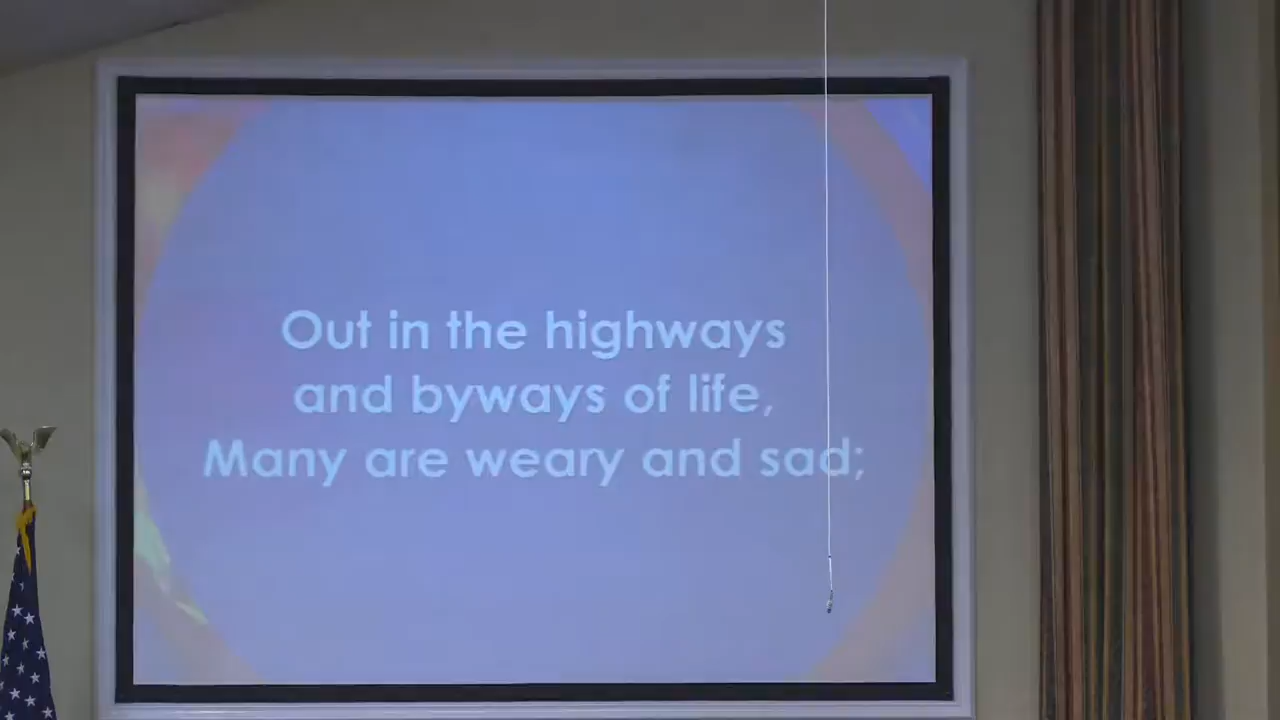 Out in the highways
and byways of life,
Many are weary and sad;